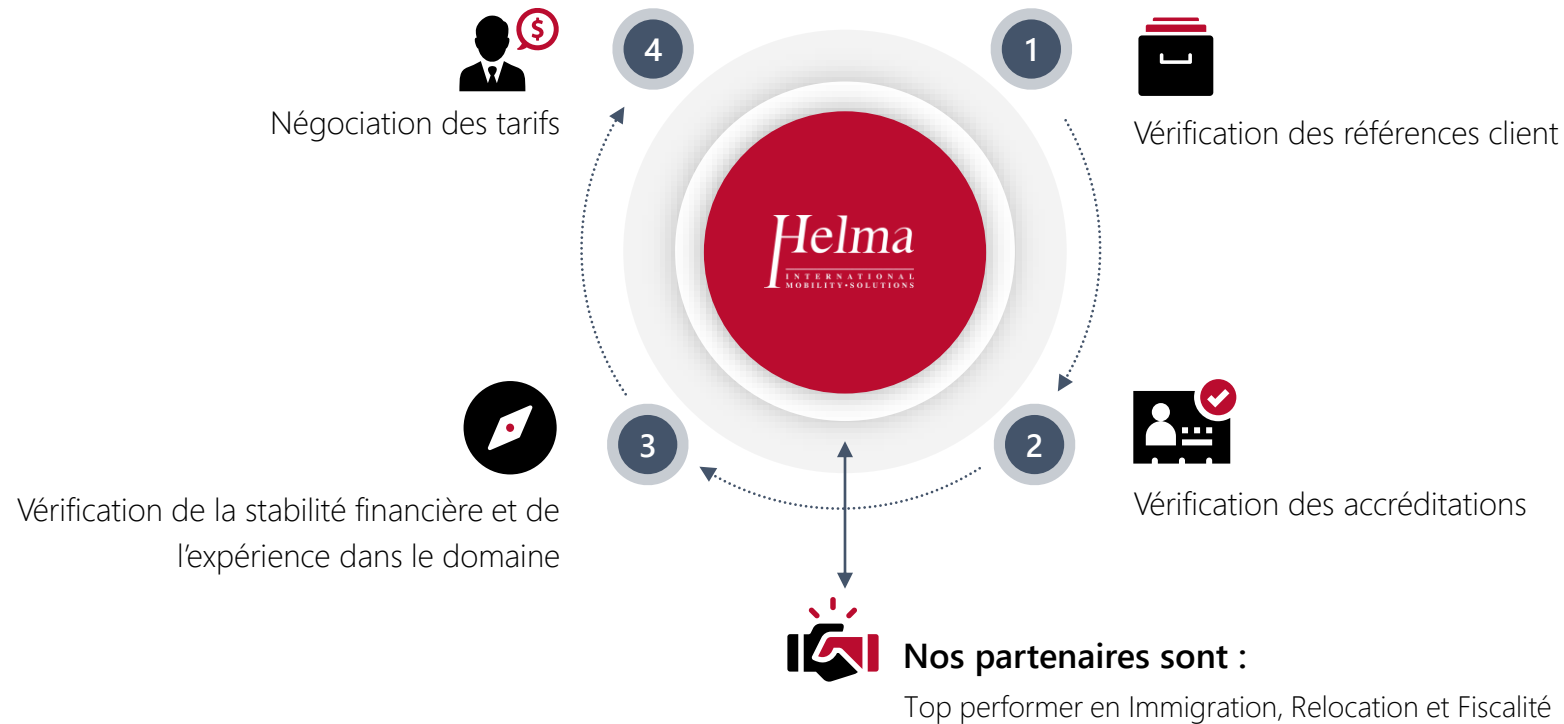 $
4
1
Négociation des tarifs
Vérification des références client
Helma
INTERNATIONAL
MOBILITY•SOLUTIONS
3
2
Vérification de la stabilité financière et de
l'expérience dans le domaine
Vérification des accréditations
Nos partenaires sont :
Top performer en Immigration, Relocation et Fiscalité